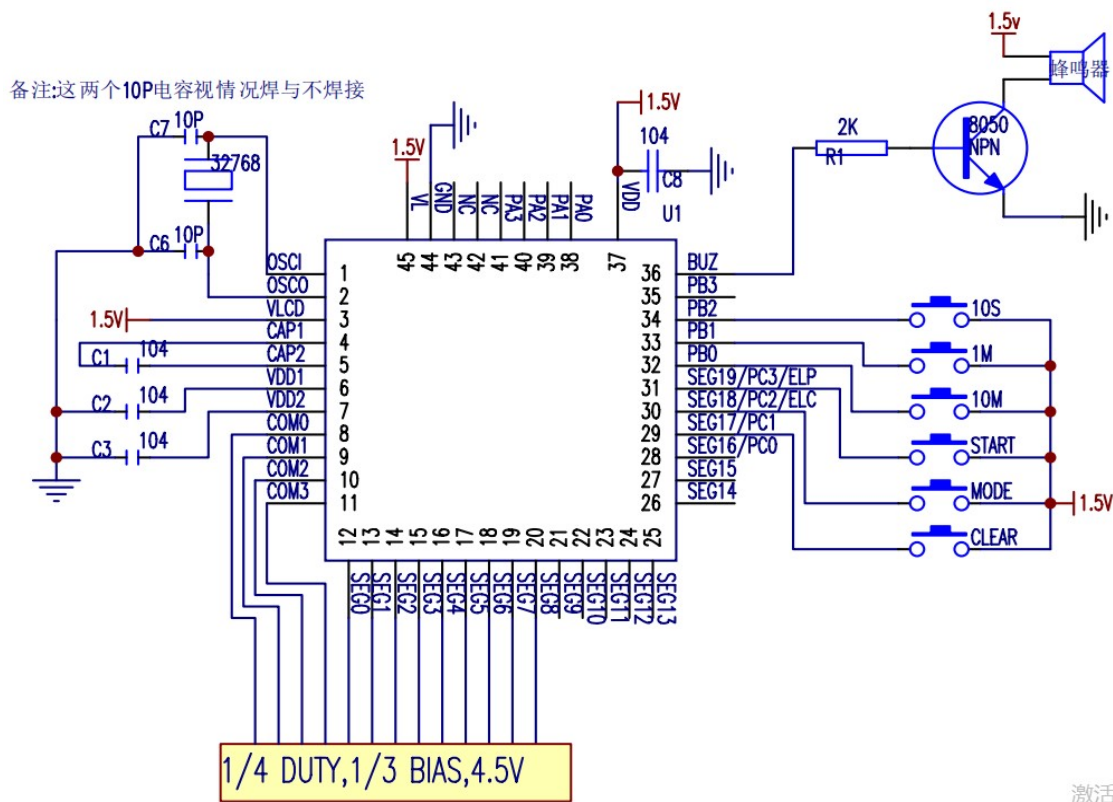 1.5v
蜂鸣器
备注:这两个10P电容视情况焊与不焊接
C7
10P
32768
C6
10P
1.5V
104
C8
VDD
U1
2K
R1
8050
NPN
1.5V
VL
GND
NC
NC
PA3
PA2
PA1
PA0
45
44
43
42
41
40
39
38
37
OSCI
1
OSCO
2
1.5V
VLCD
3
CAP1
4
C1
104
CAP2
5
VDD1
6
C2
104
VDD2
7
COM0
8
C3
104
COM1
9
COM2
10
COM3
11
36
BUZ
35
PB3
34
PB2
10S
33
PB1
1M
32
PB0
10M
31
SEG19/PC3/ELP
30
SEG18/PC2/ELC
START
29
SEG17/PC1
28
SEG16/PC0
MODE
1.5V
27
SEG15
26
SEG14
CLEAR
12
13
14
15
16
17
18
19
20
21
22
23
24
25
SEG0
SEG1
SEG2
SEG3
SEG4
SEG5
SEG6
SEG7
SEG8
SEG9
SEG10
SEG11
SEG12
SEG13
1/4 DUTY,1/3 BIAS,4.5V
激活